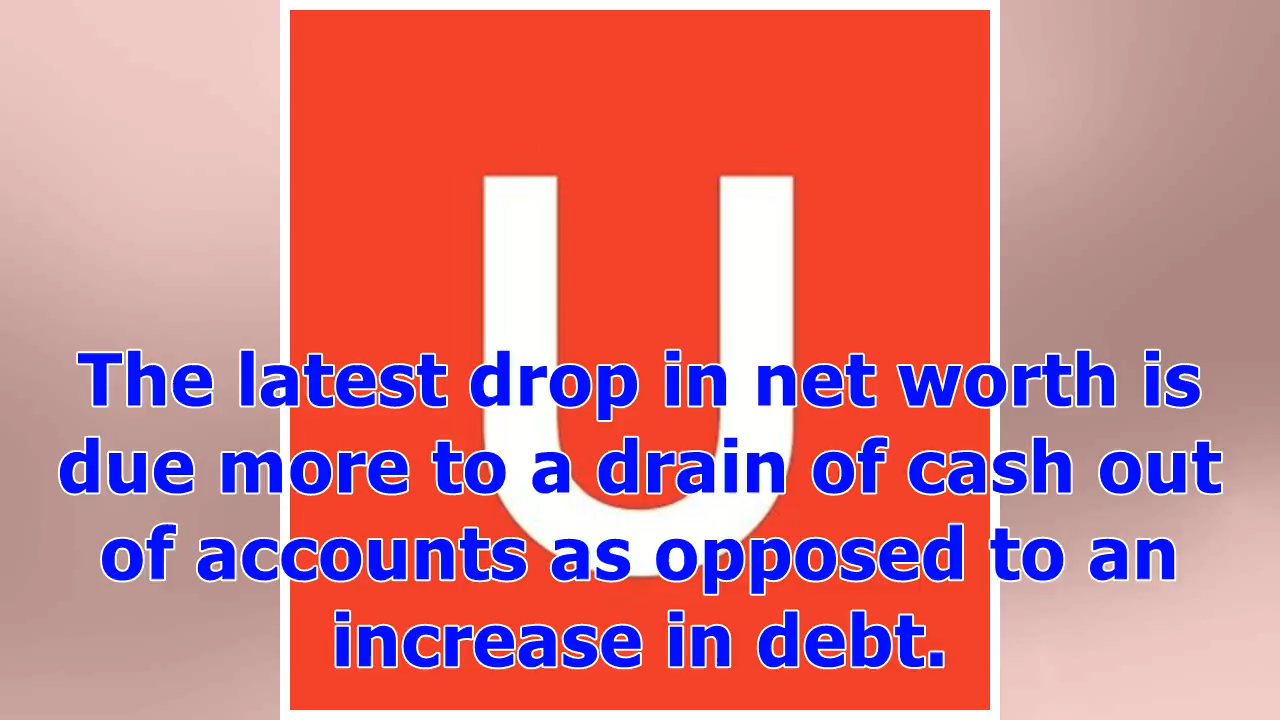 U
The latest drop in net worth is
due more to a drain of cash out
of accounts as opposed to an
increase in debt.